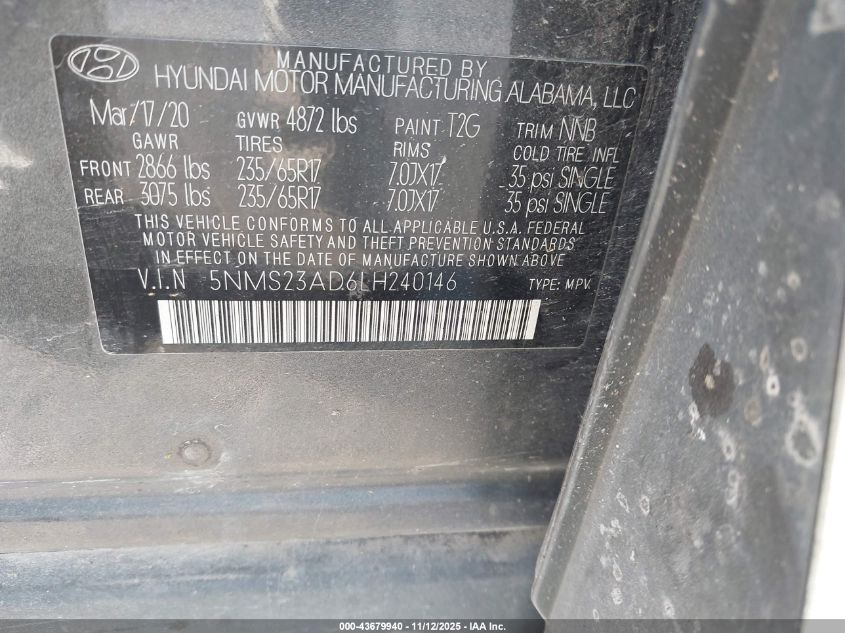 MANUFACTURED BY
HYUNDAI MOTOR MANUFACTURING ALABAMA, LLC
Mar/17/20 GVWR 4872 lbs PAINT T2G TRIM NNB
GAWR TIRES RIMS COLD TIRE INFL
FRONT 2866 lbs 235/65R17 7.0JX17 35 psi SINGLE
REAR 3075 lbs 235/65R17 7.0JX17 35 psi SINGLE
THIS VEHICLE CONFORMS TO ALL APPLICABLE U.S.A. FEDERAL
MOTOR VEHICLE SAFETY AND THEFT PREVENTION STANDARDS
IN EFFECT ON THE DATE OF MANUFACTURE SHOWN ABOVE
V.I.N 5NMS23AD6LH240146 TYPE: MPV
000-43679940 - 11/12/2025 - IAA Inc.